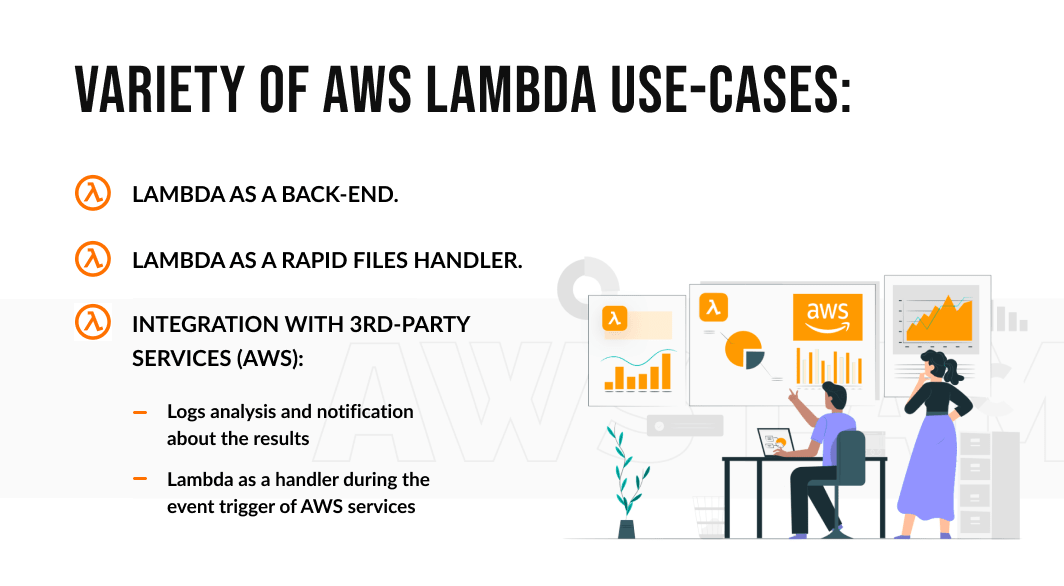 VARIETY OF AWS LAMBDA USE-CASES:
LAMBDA AS A BACK-END.
LAMBDA AS A RAPID FILES HANDLER.
INTEGRATION WITH 3RD-PARTY
SERVICES (AWS):
Logs analysis and notification
about the results
Lambda as a handler during the
event trigger of AWS services
aws